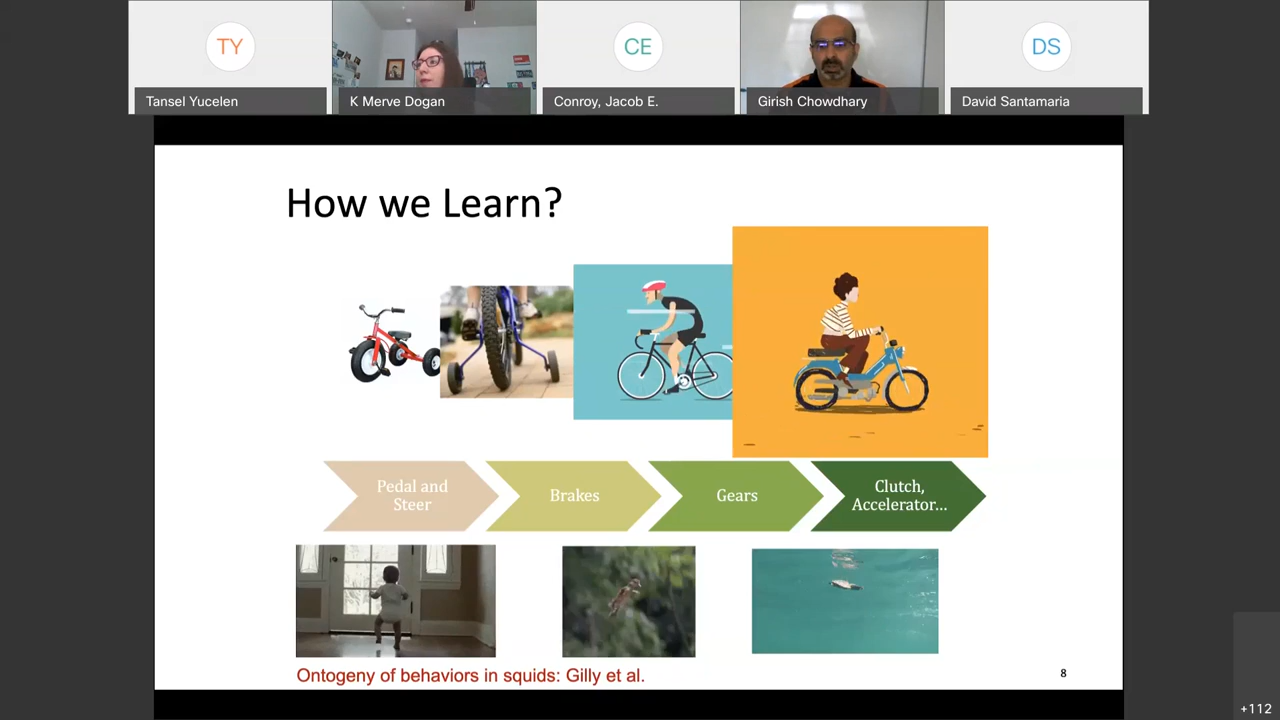 TY
CE
DS
Tansel Yucelen
K Merve Dogan
Conroy, Jacob E.
Girish Chowdhary
David Santamaria
How we Learn?
Pedal and
Steer
Brakes
Gears
Clutch,
Accelerator...
Ontogeny of behaviors in squids: Gilly et al.
8
+112